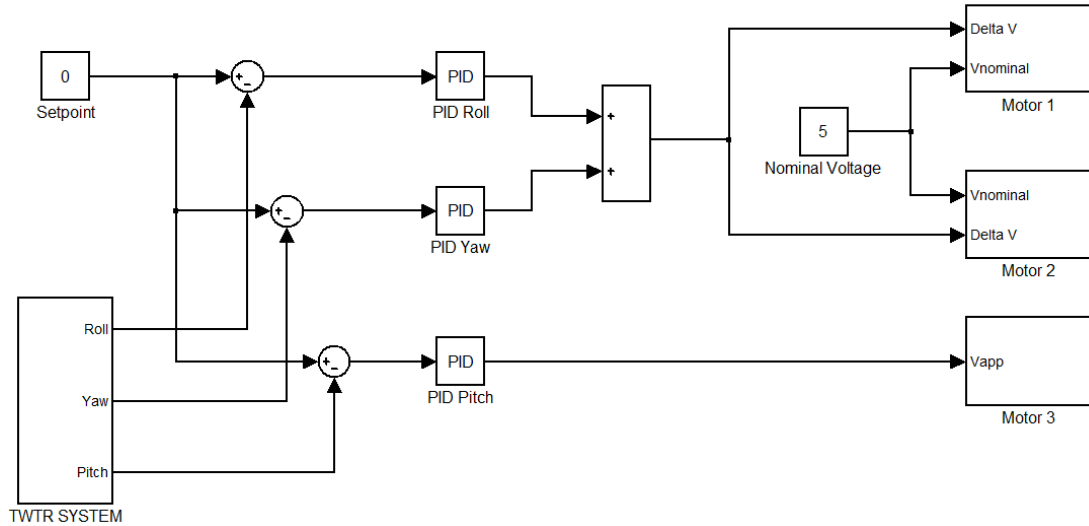 Delta V
Vnominal
Motor 1
0
Setpoint
+
-
PID
PID Roll
+
+
5
Nominal Voltage
+
-
PID
PID Yaw
Vnominal
Delta V
Motor 2
Roll
Yaw
Pitch
TWTR SYSTEM
+
-
PID
PID Pitch
Vapp
Motor 3